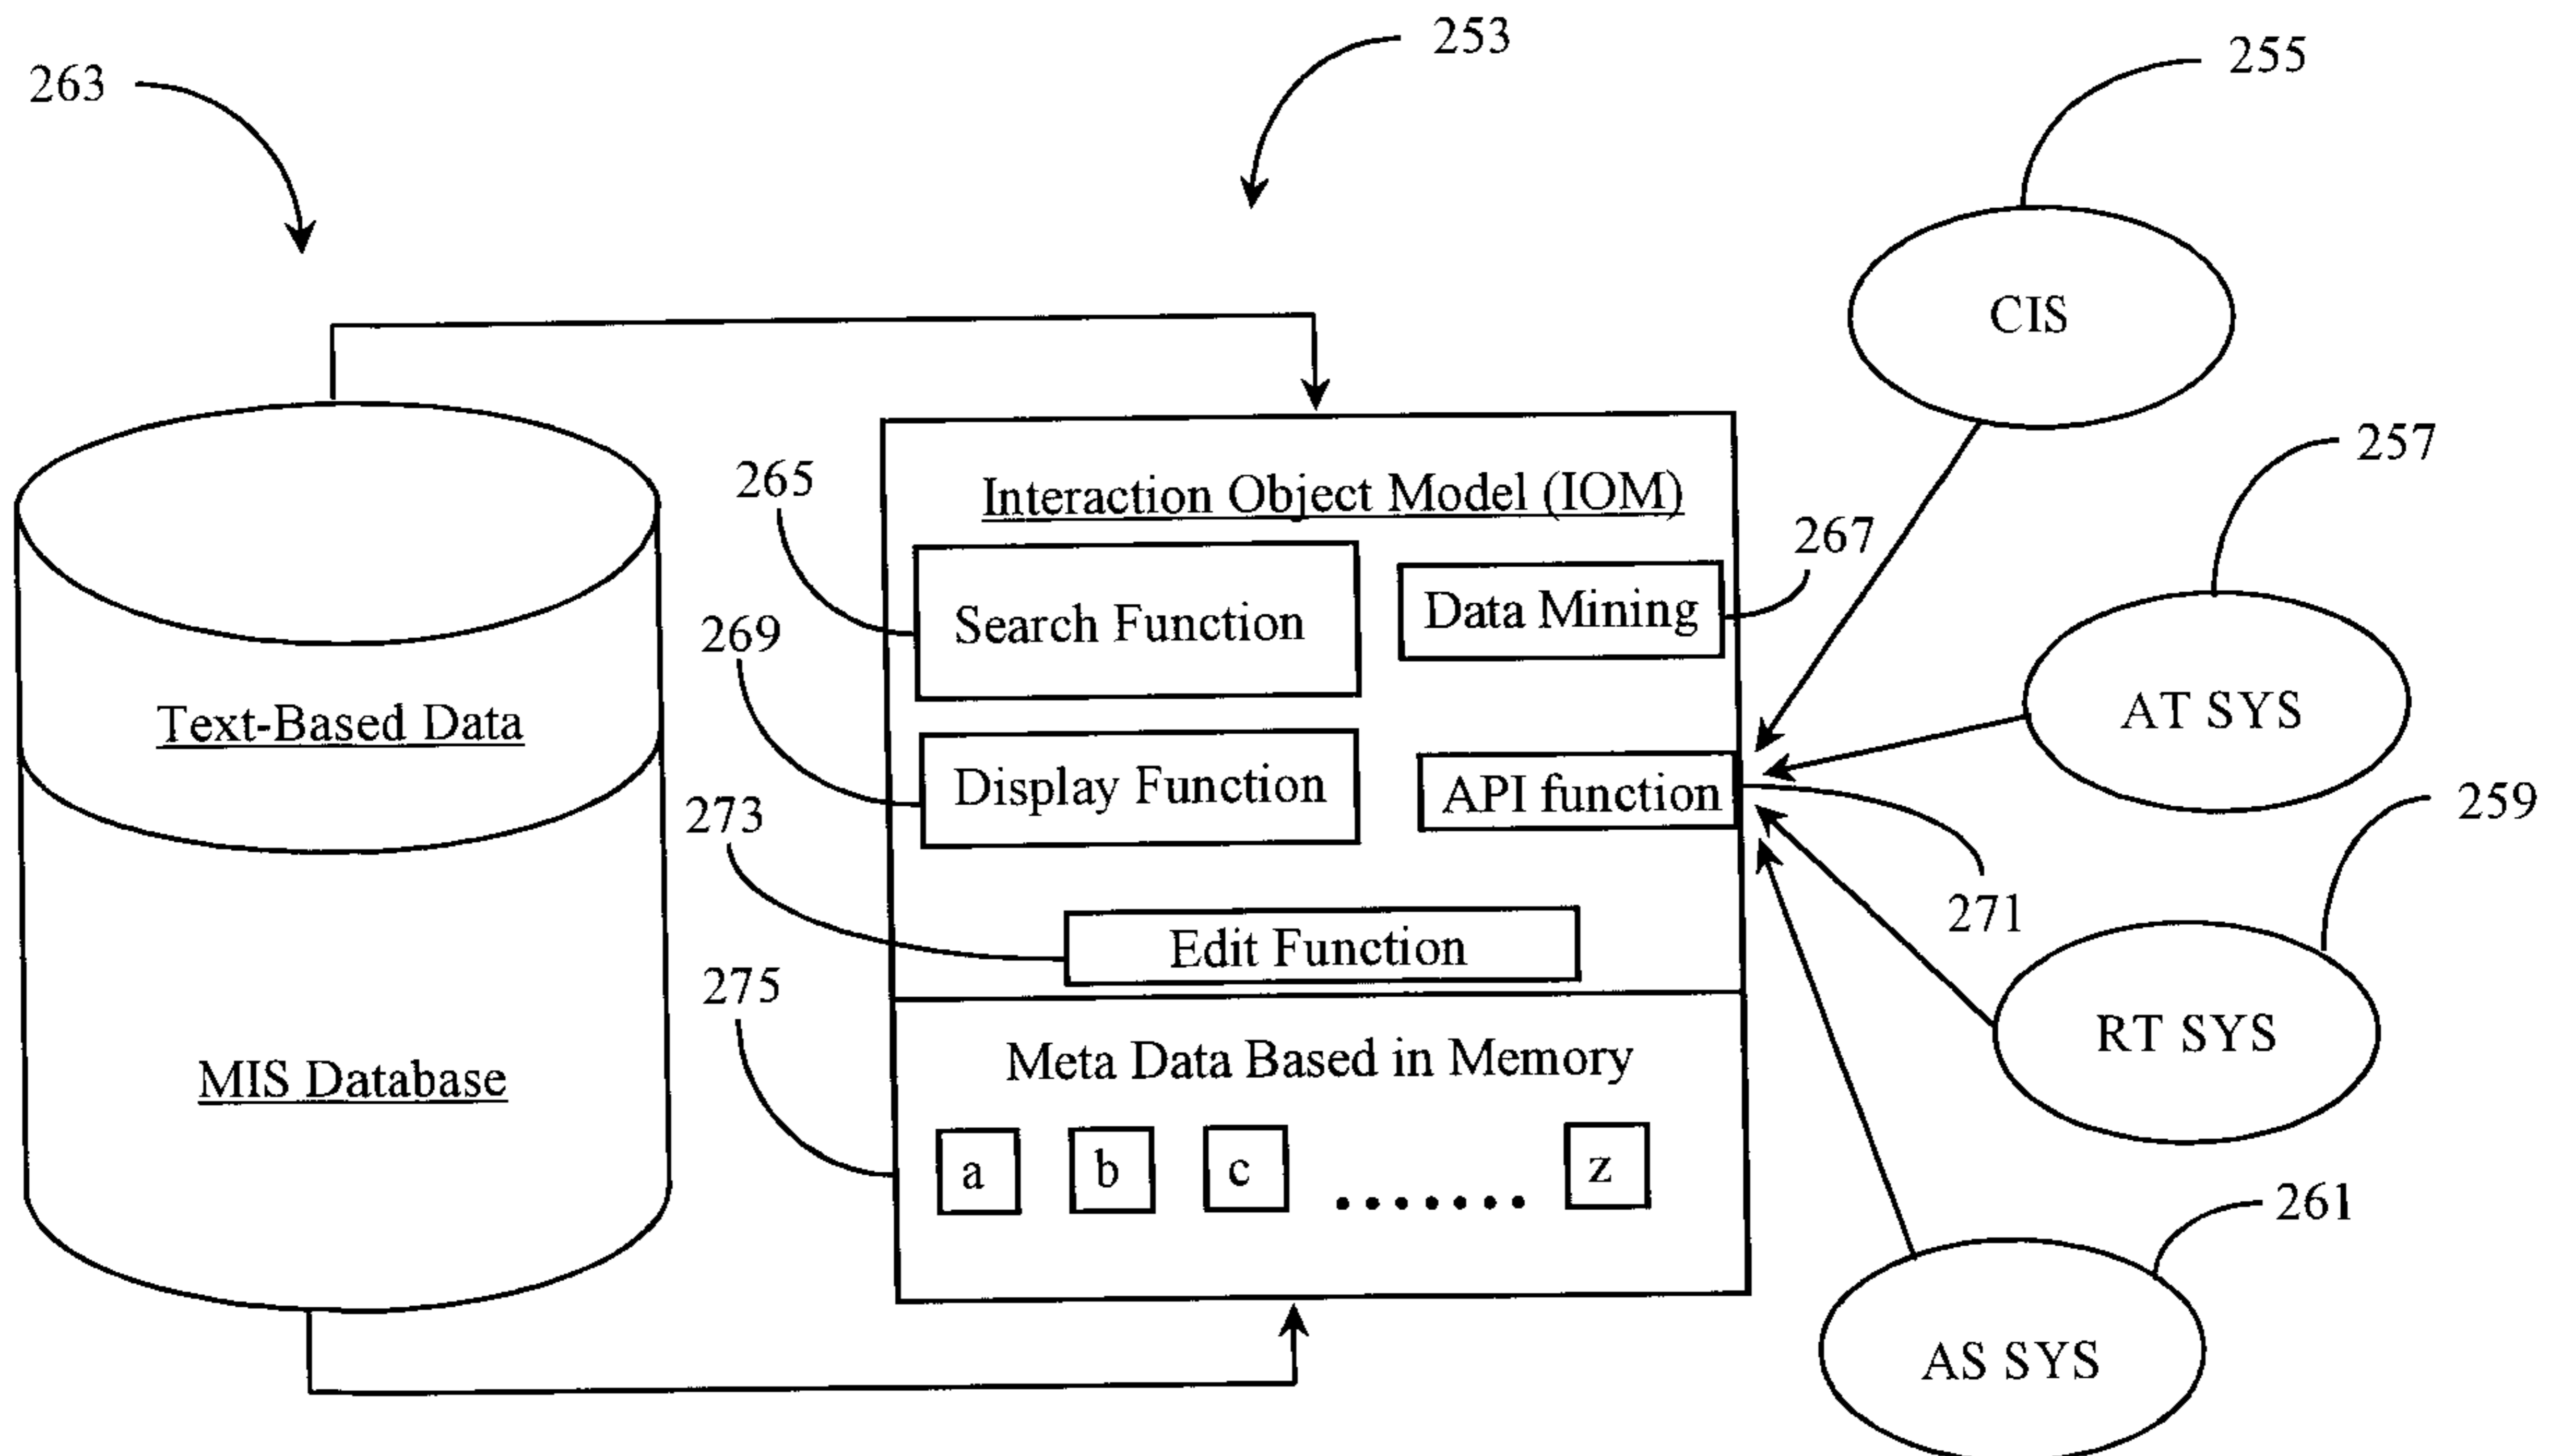 263
253
255
CIS
257
265
Interaction Object Model (IOM)
267
Search Function
Data Mining
269
Text-Based Data
AT SYS
Display Function
API function
273
259
271
Edit Function
275
RT SYS
MIS Database
Meta Data Based in Memory
a b c ....... z
261
AS SYS